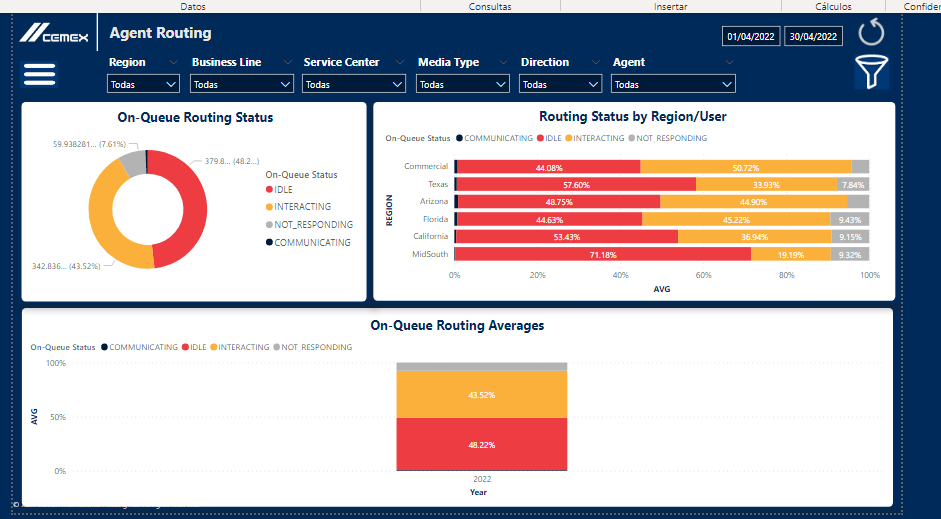 Datos Consultas Insertar Cálculos Confiden
CEMEX Agent Routing 01/04/2022 30/04/2022
Region Business Line Service Center Media Type Direction Agent
Todas Todas Todas Todas Todas Todas
On-Queue Routing Status
59.938281... (7.61%)
379.8... (48.2...)
342.836... (43.52%)
On-Queue Status
IDLE
INTERACTING
NOT_RESPONDING
COMMUNICATING
Routing Status by Region/User
On-Queue Status COMMUNICATING IDLE INTERACTING NOT_RESPONDING
REGION
Commercial 44.08% 50.72%
Texas 57.60% 33.93% 7.84%
Arizona 48.75% 44.90%
Florida 44.63% 45.22% 9.43%
California 53.43% 36.94% 9.15%
MidSouth 71.18% 19.19% 9.32%
0% 20% 40% 60% 80% 100%
AVG
On-Queue Routing Averages
On-Queue Status COMMUNICATING IDLE INTERACTING NOT_RESPONDING
AVG
100%
43.52%
50%
48.22%
0%
2022
Year
©